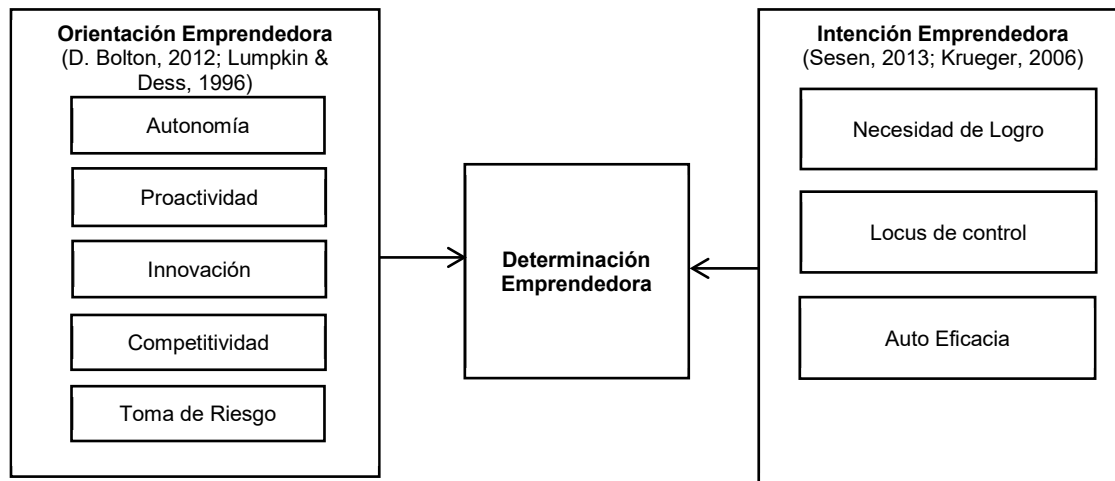 Orientación Emprendedora
(D. Bolton, 2012; Lumpkin &
Dess, 1996)
Autonomía
Proactividad
Innovación
Competitividad
Toma de Riesgo
Determinación
Emprendedora
Intención Emprendedora
(Sesen, 2013; Krueger, 2006)
Necesidad de Logro
Locus de control
Auto Eficacia